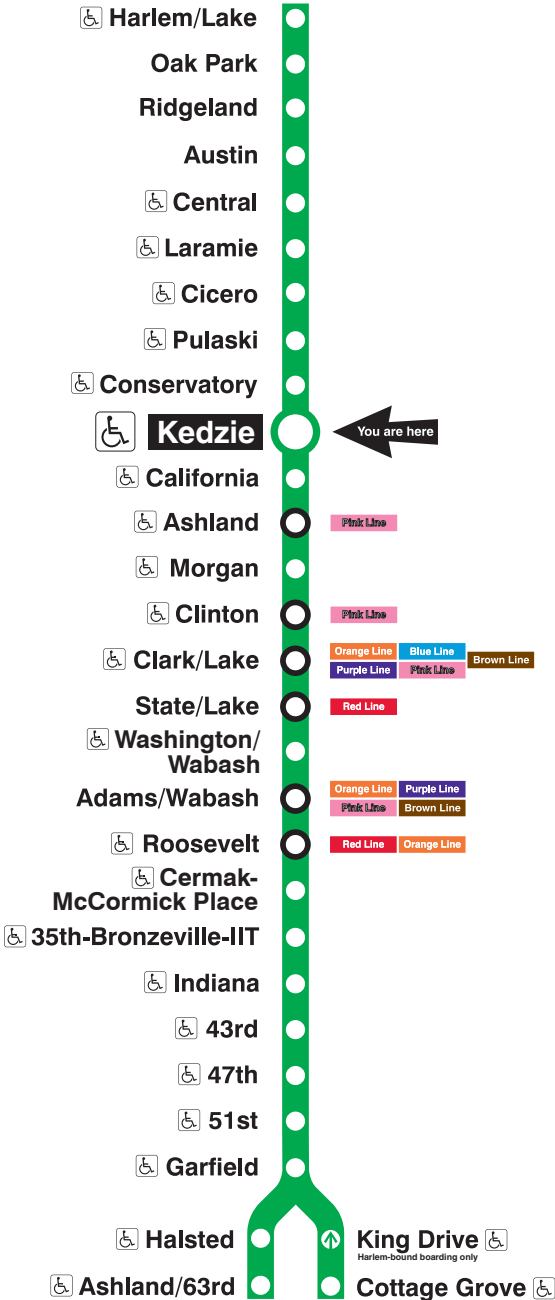 Harlem/Lake
Oak Park
Ridgeland
Austin
Central
Laramie
Cicero
Pulaski
Conservatory
Kedzie
You are here
California
Ashland
Pink Line
Morgan
Clinton
Pink Line
Clark/Lake
Orange Line Blue Line
Brown Line
Purple Line Pink Line
State/Lake
Red Line
Washington/
Wabash
Adams/Wabash
Orange Line Purple Line
Pink Line Brown Line
Roosevelt
Red Line Orange Line
Cermak-
McCormick Place
35th-Bronzeville-IIT
Indiana
43rd
47th
51st
Garfield
Halsted
King Drive
Harlem-bound boarding only
Ashland/63rd
Cottage Grove